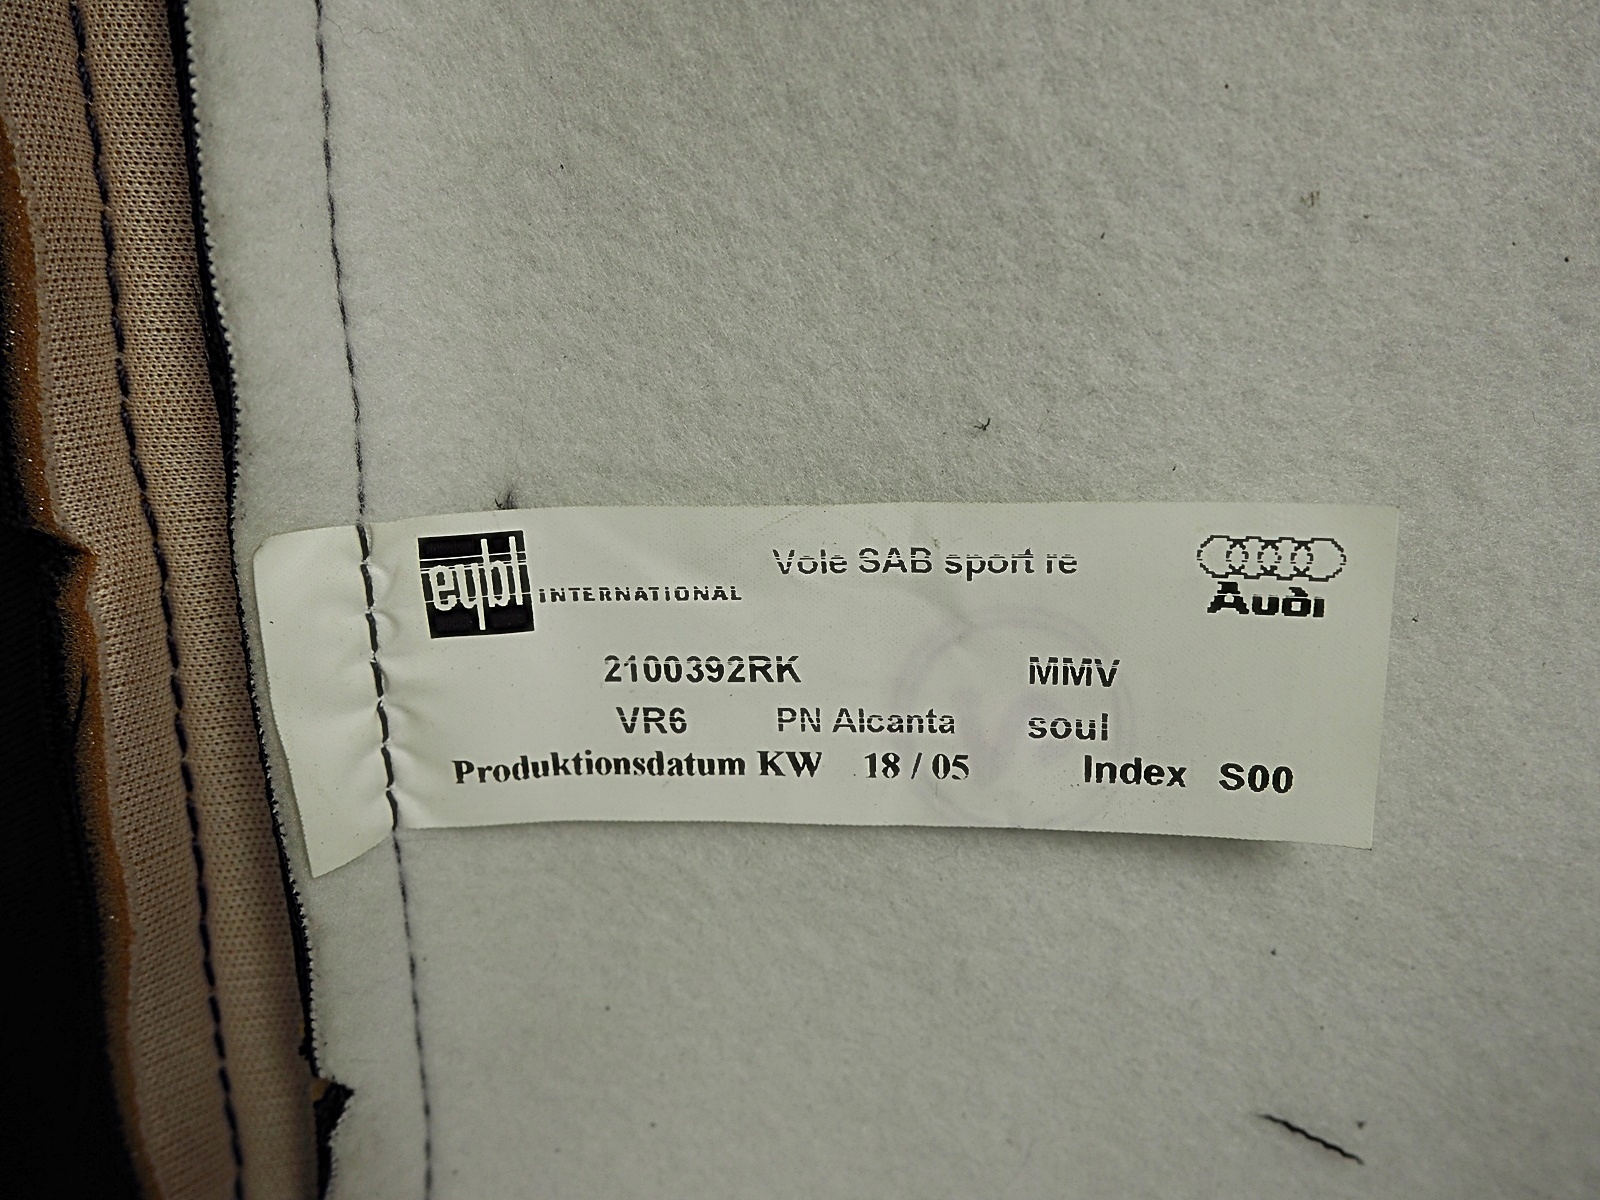 eybl INTERNATIONAL
Vole SAB sport re
Audi
2100392RK MMV
VR6 PN Alcanta soul
Produktionsdatum KW 18 / 05 Index S00